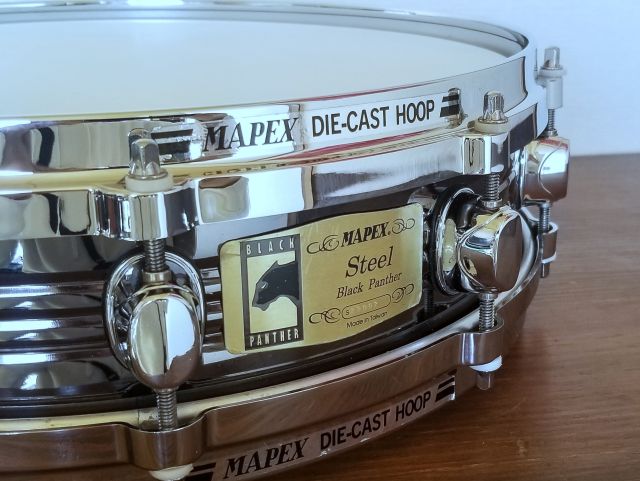 MAPEX DIE-CAST HOOP
BLACK
PANTHER
MAPEX
Steel
Black Panther
Made in Taiwan
MAPEX DIE-CAST HOOP